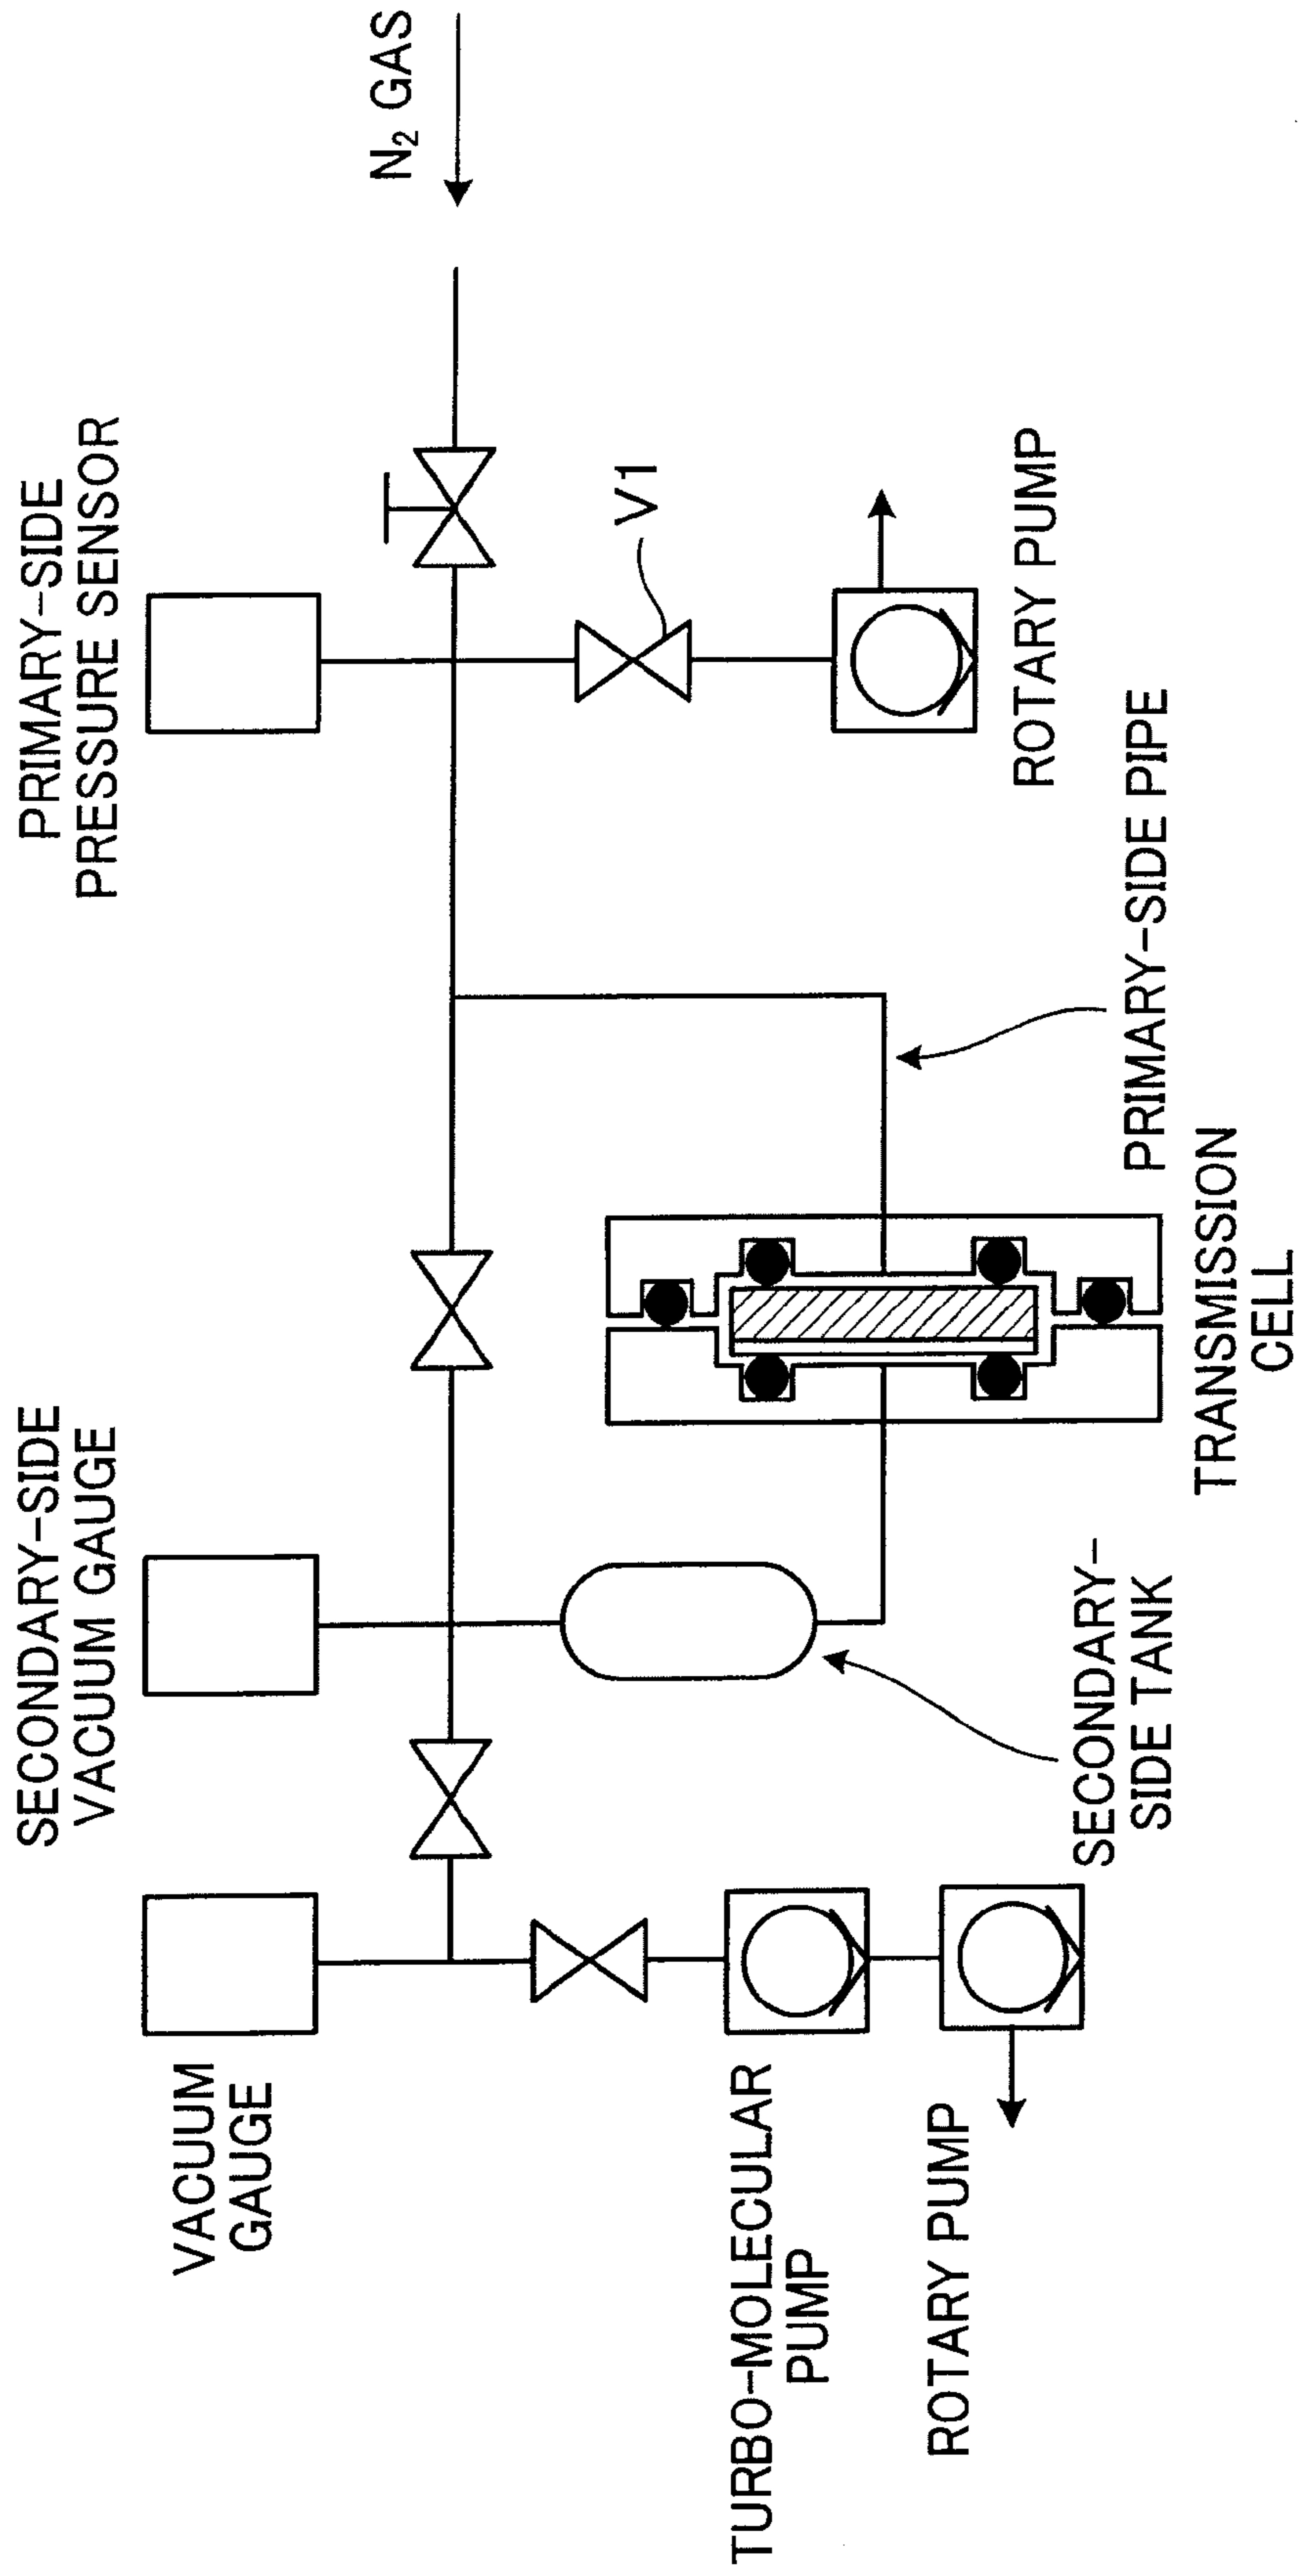 N₂ GAS
PRIMARY-SIDE
PRESSURE SENSOR
V1
ROTARY PUMP
PRIMARY-SIDE PIPE
TRANSMISSION
CELL
SECONDARY-SIDE
VACUUM GAUGE
SECONDARY-
SIDE TANK
VACUUM
GAUGE
TURBO-MOLECULAR
PUMP
ROTARY PUMP